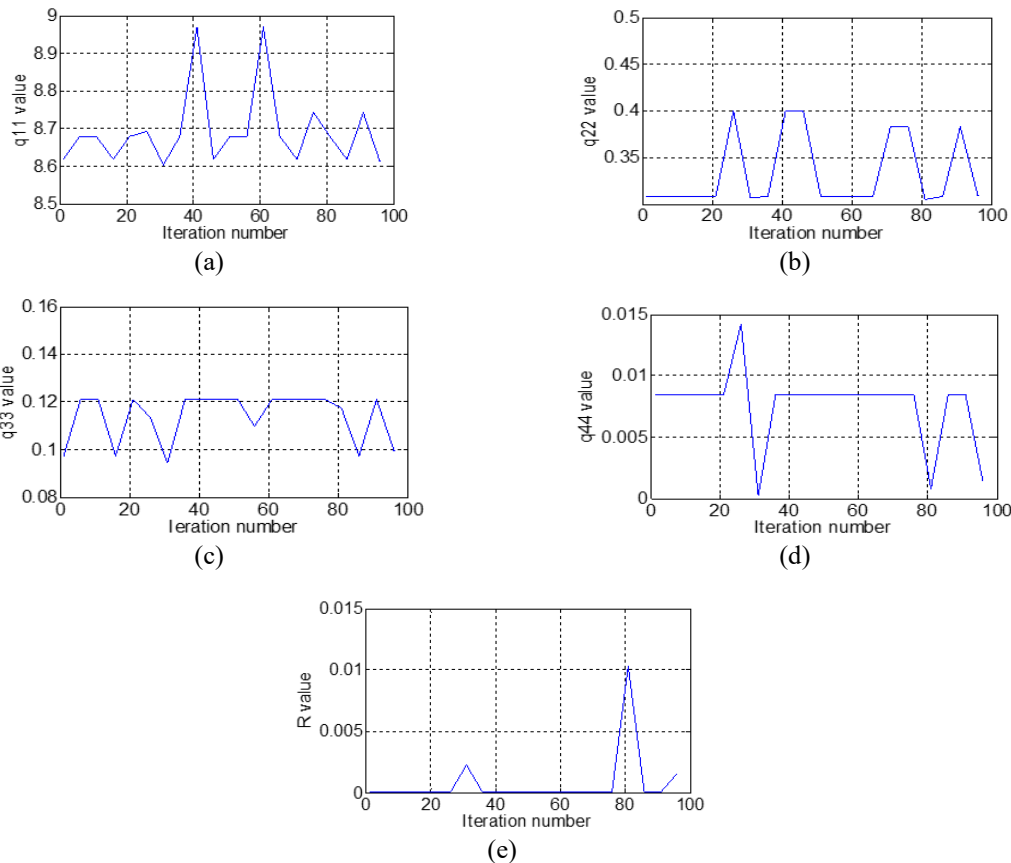 9
8.9
8.8
8.7
8.6
8.5
q11 value
0 20 40 60 80 100
Iteration number
(a)
0.5
0.45
0.4
0.35
q22 value
0 20 40 60 80 100
Iteration number
(b)
0.16
0.14
0.12
0.1
0.08
q33 value
0 20 40 60 80 100
Ieration number
(c)
0.015
0.01
0.005
0
q44 value
0 20 40 60 80 100
Iteration number
(d)
0.015
0.01
0.005
0
R value
0 20 40 60 80 100
Iteration number
(e)